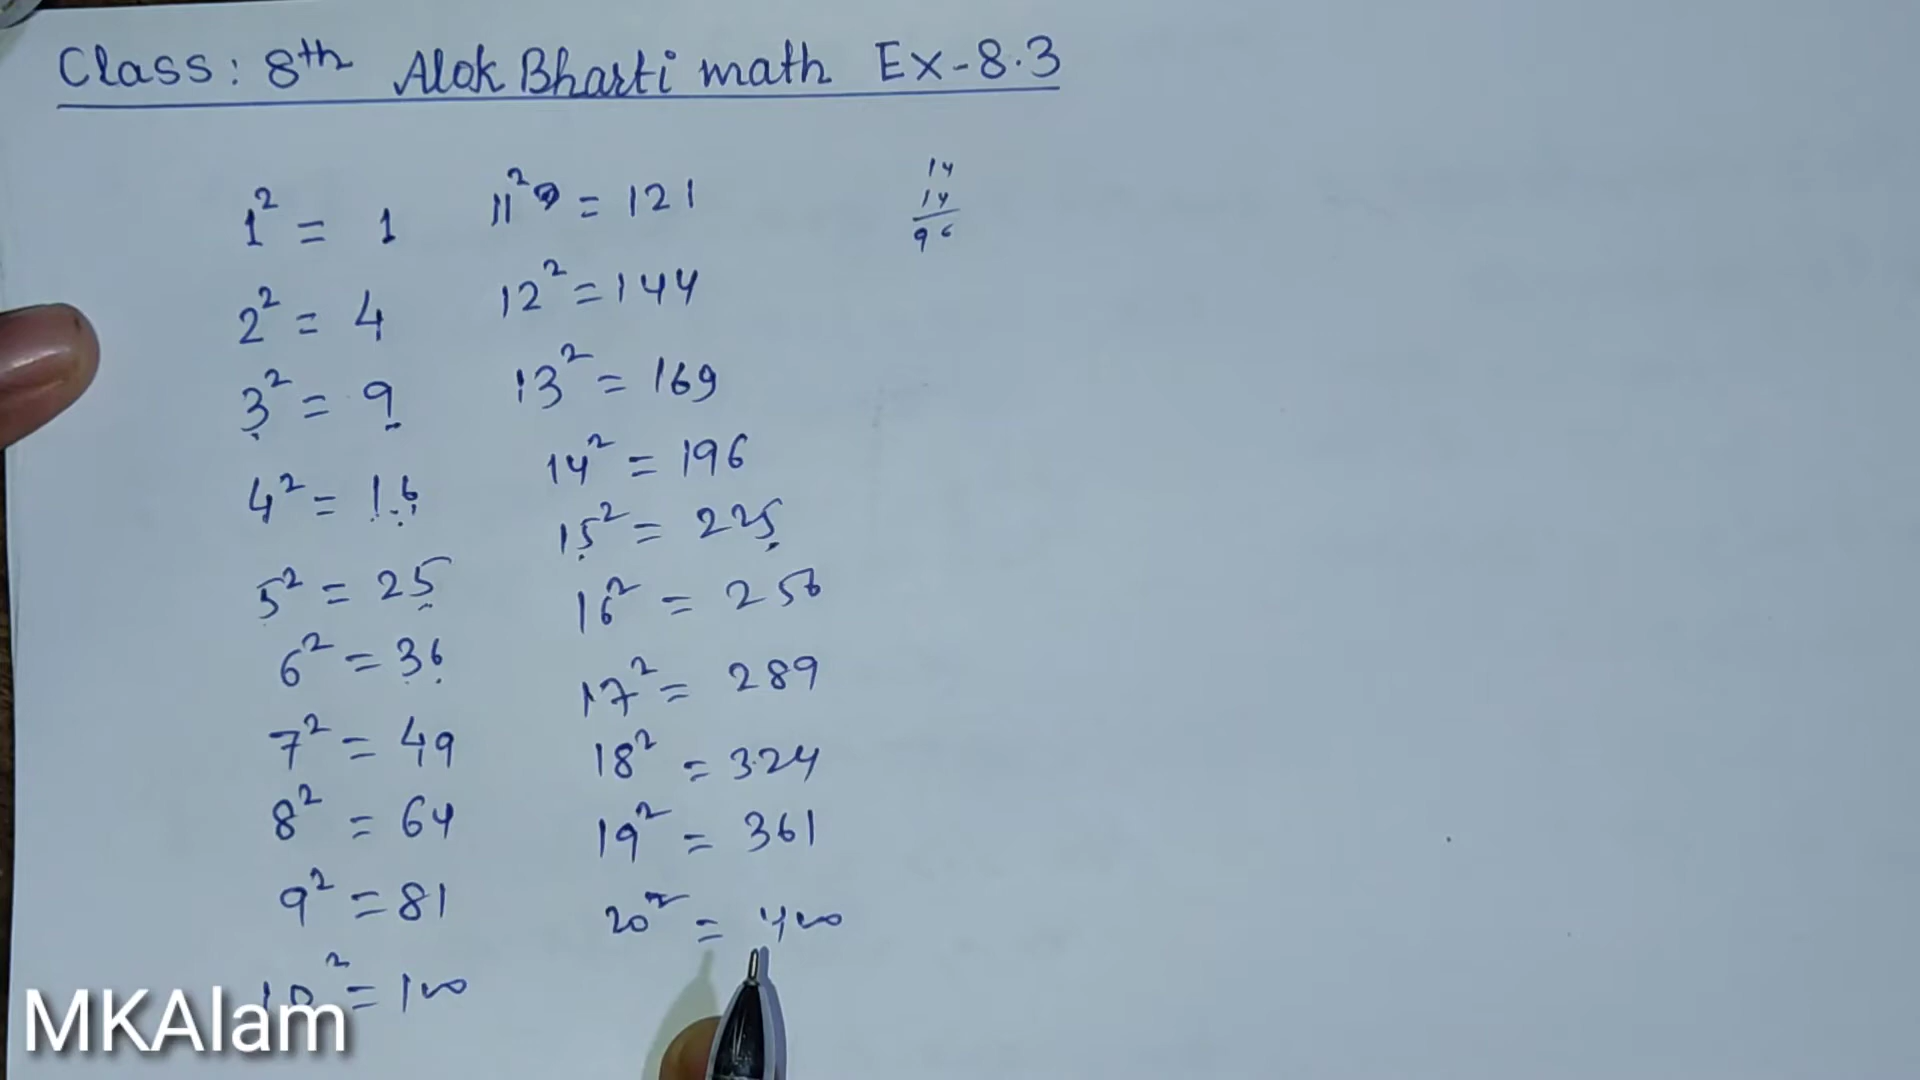 Class: 8th Alok Bharti math Ex-8.3
1² = 1
2² = 4
3² = 9
4² = 16
5² = 25
6² = 36
7² = 49
8² = 64
9² = 81
10² = 100
11² = 121
12² = 144
13² = 169
14² = 196
15² = 225
16² = 256
17² = 289
18² = 324
19² = 361
20² = 400
14
14
96
MKAlam